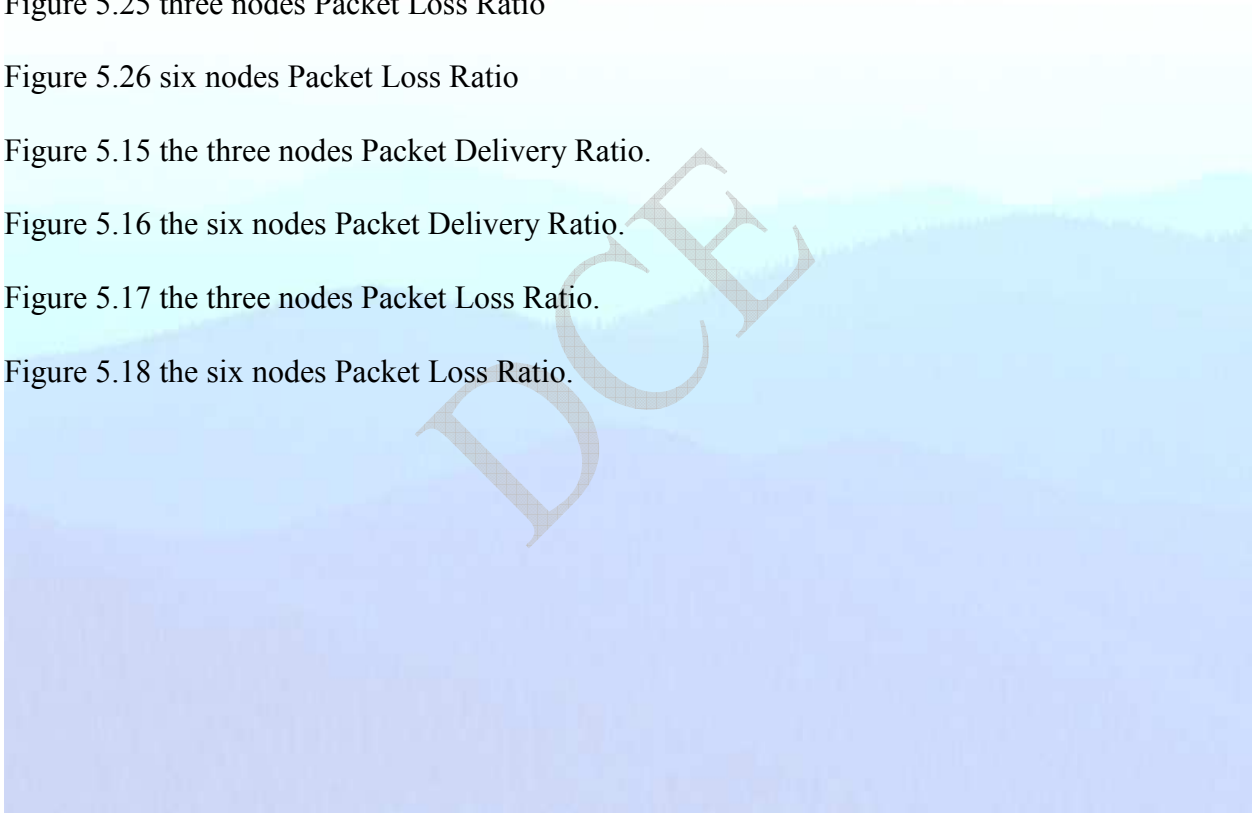 Figure 5.25 three nodes Packet Loss Ratio
Figure 5.26 six nodes Packet Loss Ratio
Figure 5.15 the three nodes Packet Delivery Ratio.
Figure 5.16 the six nodes Packet Delivery Ratio.
Figure 5.17 the three nodes Packet Loss Ratio.
Figure 5.18 the six nodes Packet Loss Ratio.
DCE